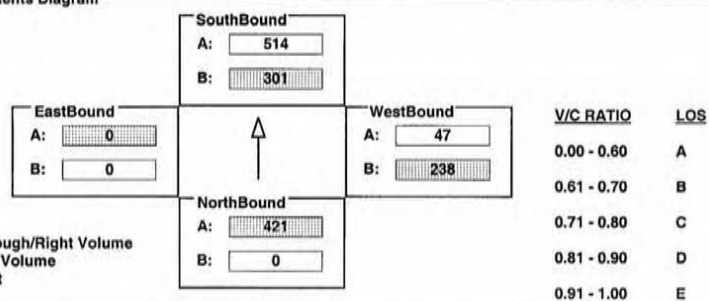 Diagram
SouthBound
A: 514
B: 301
EastBound
A: 0
B: 0
WestBound
A: 47
B: 238
NorthBound
A: 421
B: 0
ough/Right Volume
Volume
V/C RATIO LOS
0.00 - 0.60 A
0.61 - 0.70 B
0.71 - 0.80 C
0.81 - 0.90 D
0.91 - 1.00 E